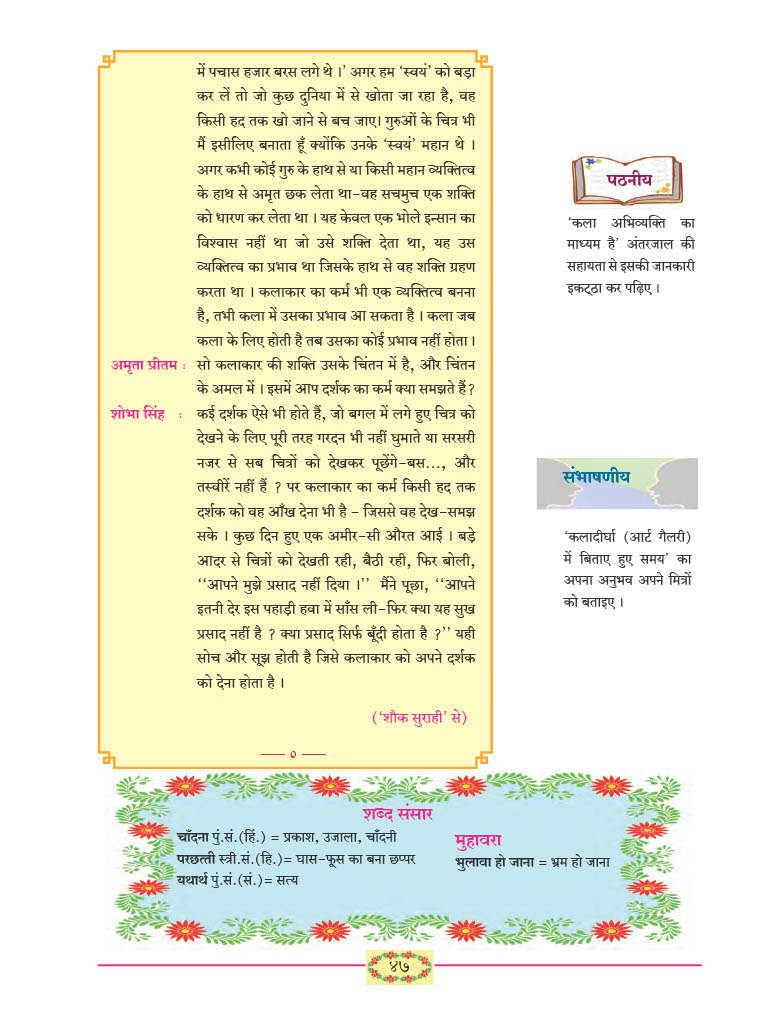 में पचास हजार बरस लगे थे ।’ अगर हम ‘स्वयं’ को बड़ा
कर लें तो जो कुछ दुनिया में से खोता जा रहा है, वह
किसी हद तक खो जाने से बच जाए। गुरुओं के चित्र भी
मैं इसीलिए बनाता हूँ क्योंकि उनके ‘स्वयं’ महान थे ।
अगर कभी कोई गुरु के हाथ से या किसी महान व्यक्तित्व
के हाथ से अमृत छक लेता था-वह सचमुच एक शक्ति
को धारण कर लेता था । यह केवल एक भोले इन्सान का
विश्वास नहीं था जो उसे शक्ति देता था, यह उस
व्यक्तित्व का प्रभाव था जिसके हाथ से वह शक्ति ग्रहण
करता था । कलाकार का कर्म भी एक व्यक्तित्व बनना
है, तभी कला में उसका प्रभाव आ सकता है । कला जब
कला के लिए होती है तब उसका कोई प्रभाव नहीं होता ।
अमृता प्रीतम : सो कलाकार की शक्ति उसके चिंतन में है, और चिंतन
के अमल में । इसमें आप दर्शक का कर्म क्या समझते हैं ?
शोभा सिंह : कई दर्शक ऐसे भी होते हैं, जो बगल में लगे हुए चित्र को
देखने के लिए पूरी तरह गरदन भी नहीं घुमाते या सरसरी
नजर से सब चित्रों को देखकर पूछेंगे-बस..., और
तस्वीरें नहीं हैं ? पर कलाकार का कर्म किसी हद तक
दर्शक को वह आँख देना भी है – जिससे वह देख-समझ
सके । कुछ दिन हुए एक अमीर-सी औरत आई । बड़े
आदर से चित्रों को देखती रही, बैठी रही, फिर बोली,
‘‘आपने मुझे प्रसाद नहीं दिया ।’’ मैंने पूछा, ‘‘आपने
इतनी देर इस पहाड़ी हवा में साँस ली-फिर क्या यह सुख
प्रसाद नहीं है ? क्या प्रसाद सिर्फ बूँदी होता है ?’’ यही
सोच और सूझ होती है जिसे कलाकार को अपने दर्शक
को देना होता है ।
(‘शौक सुराही’ से)
—— ० ——
पठनीय
‘कला अभिव्यक्ति का
माध्यम है’ अंतरजाल की
सहायता से इसकी जानकारी
इकट्ठा कर पढ़िए ।
संभाषणीय
‘कलादीर्घा (आर्ट गैलरी)
में बिताए हुए समय’ का
अपना अनुभव अपने मित्रों
को बताइए ।
शब्द संसार
चाँदना पुं.सं.(हिं.) = प्रकाश, उजाला, चाँदनी
परछत्ती स्त्री.सं.(हि.)= घास-फूस का बना छप्पर
यथार्थ पुं.सं.(सं.)= सत्य
मुहावरा
भुलावा हो जाना = भ्रम हो जाना
४७